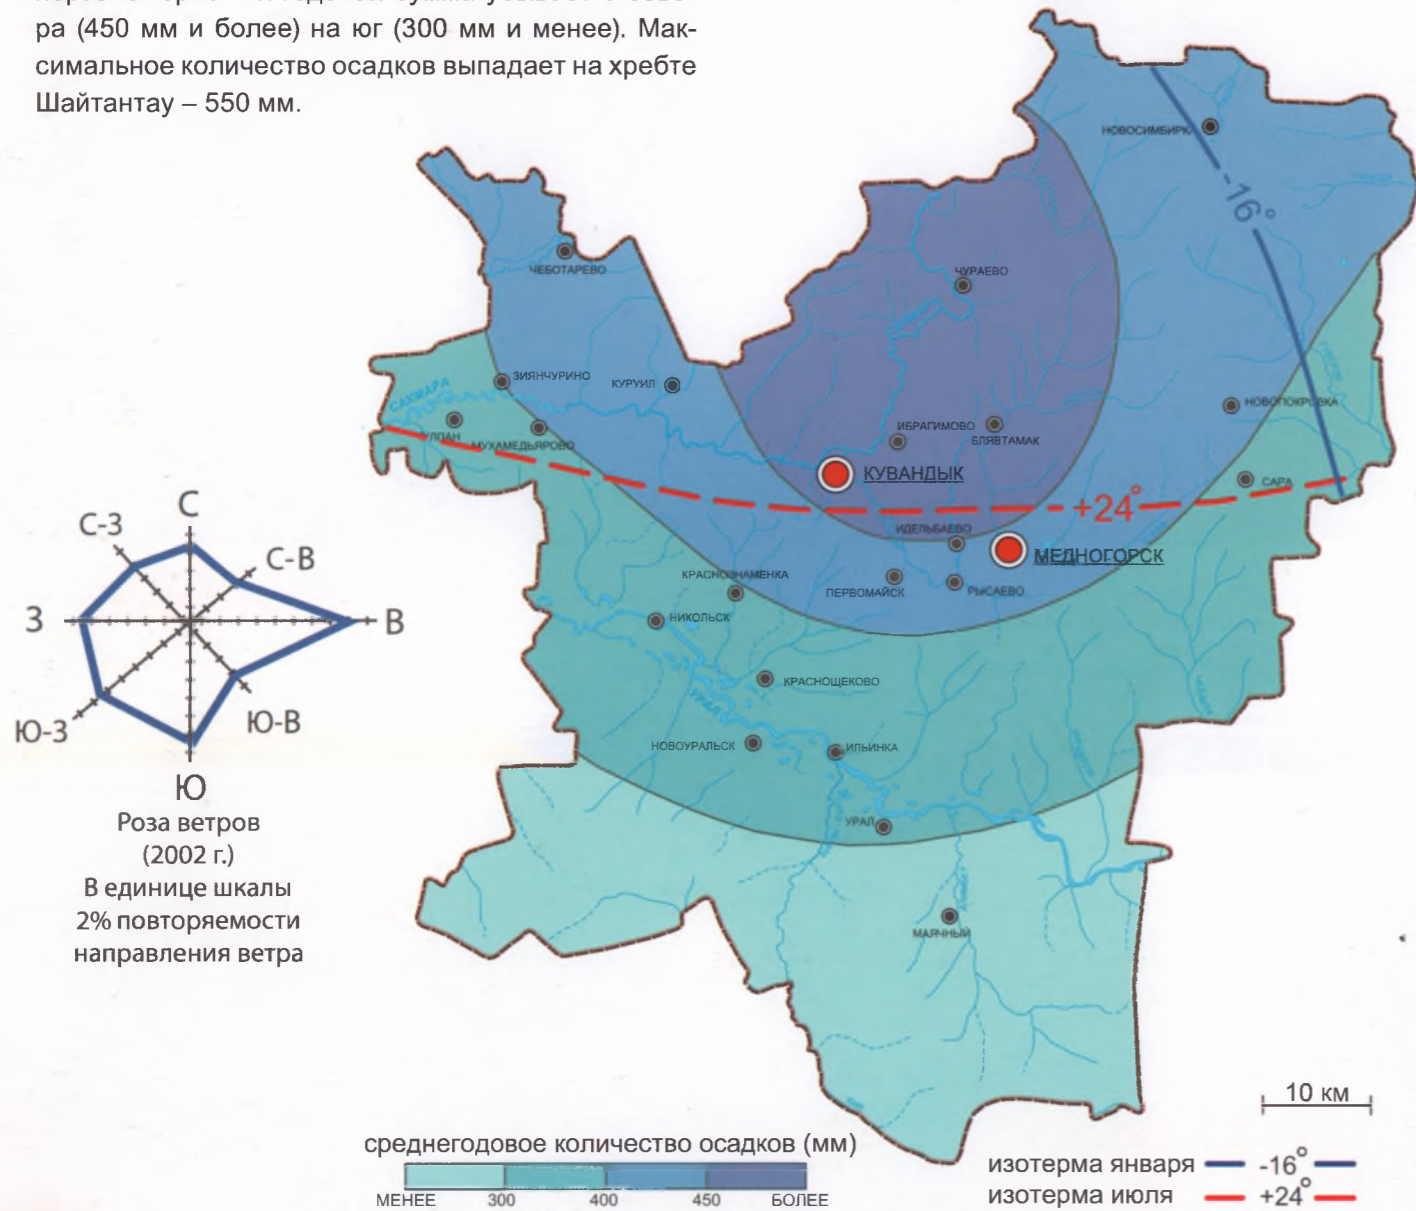 ра (450 мм и более) на юг (300 мм и менее). Мак-
симальное количество осадков выпадает на хребте
Шайтантау – 550 мм.
НОВОСИМБИРК
-16°
ЧЕБОТАРЕВО
ЧУРАЕВО
ЗИЯНЧУРИНО
КУРУИЛ
САКМАРА
НОВОПОКРОВКА
МУХАМЕДЬЯРОВО
ИБРАГИМОВО
БЛЯВТАМАК
КУВАНДЫК
САРА
+24°
ИДЕЛЬБАЕВО
МЕДНОГОРСК
КРАСНОЗНАМЕНКА
ПЕРВОМАЙСК
РЫСАЕВО
НИКОЛЬСК
КРАСНОЩЕКОВО
УРАЛ
НОВОУРАЛЬСК
ИЛЬИНКА
УРАЛ
МАЯЧНЫЙ
С
С-З
С-В
З
В
Ю-З
Ю-В
Ю
Роза ветров
(2002 г.)
В единице шкалы
2% повторяемости
направления ветра
10 км
среднегодовое количество осадков (мм)
МЕНЕЕ 300 400 450 БОЛЕЕ
изотерма января -16°
изотерма июля +24°